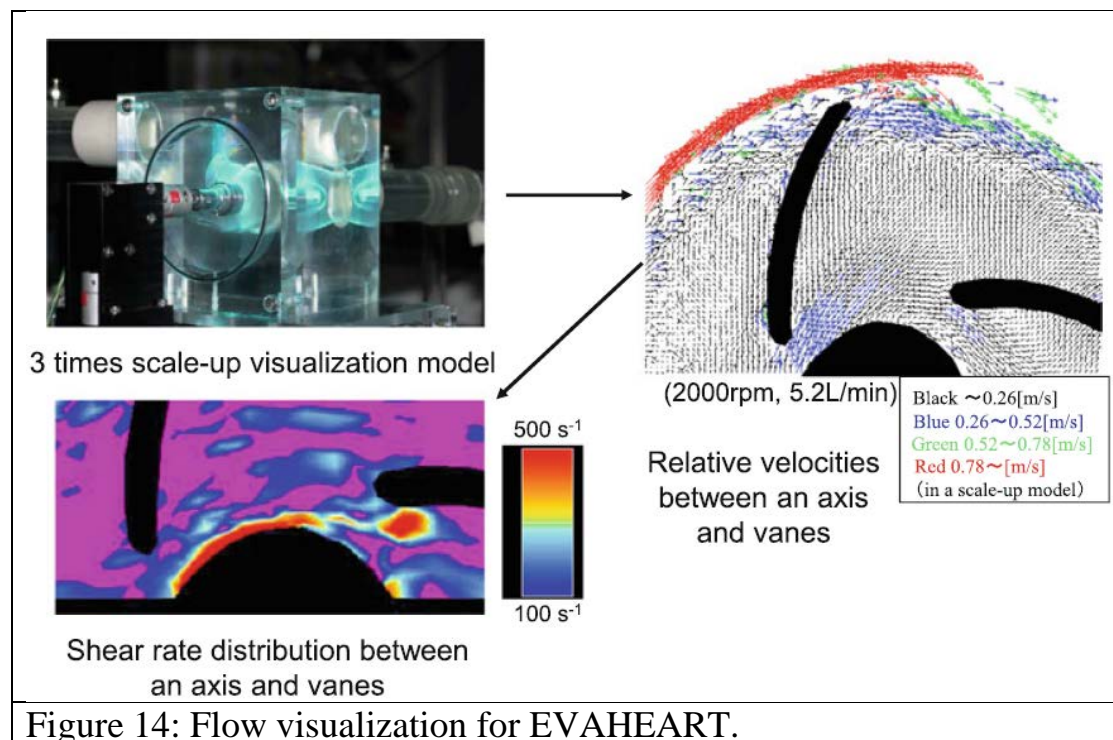 3 times scale-up visualization model
(2000rpm, 5.2L/min)
Black ～0.26[m/s]
Blue 0.26～0.52[m/s]
Green 0.52～0.78[m/s]
Red 0.78～[m/s]
(in a scale-up model)
Relative velocities
between an axis
and vanes
500 s⁻¹
100 s⁻¹
Shear rate distribution between
an axis and vanes
Figure 14: Flow visualization for EVAHEART.